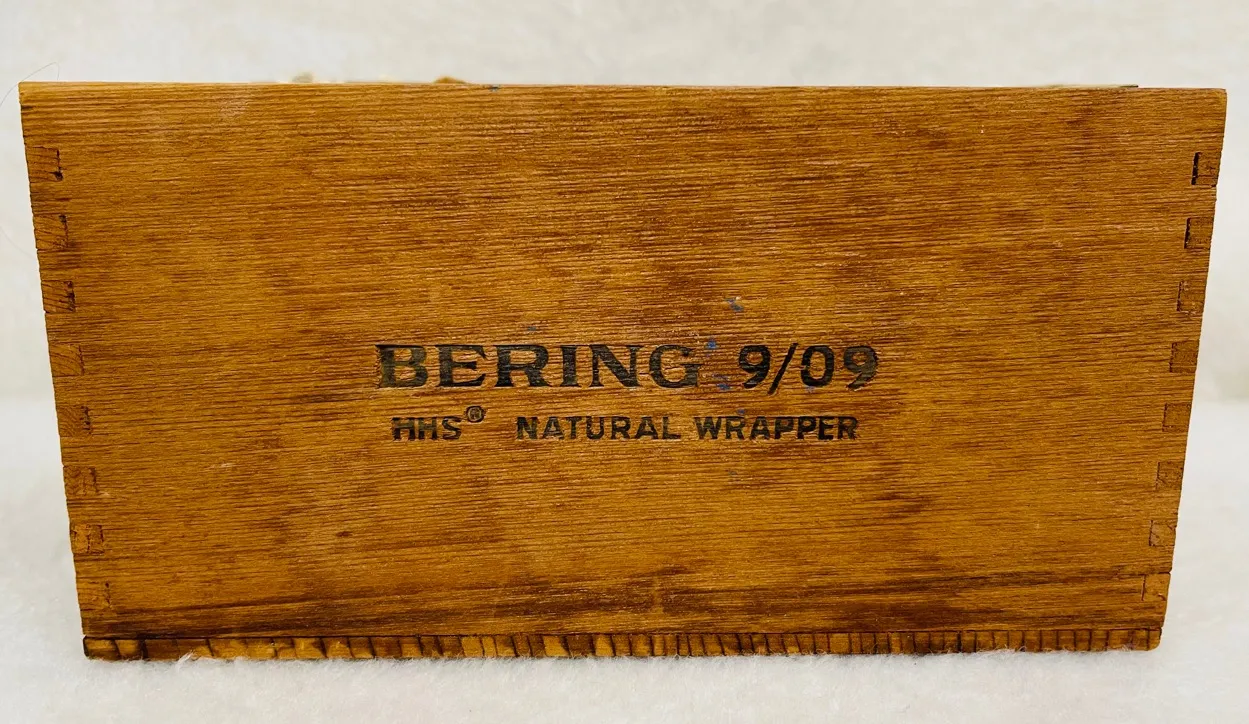 BERING 9/09
HHS® NATURAL WRAPPER